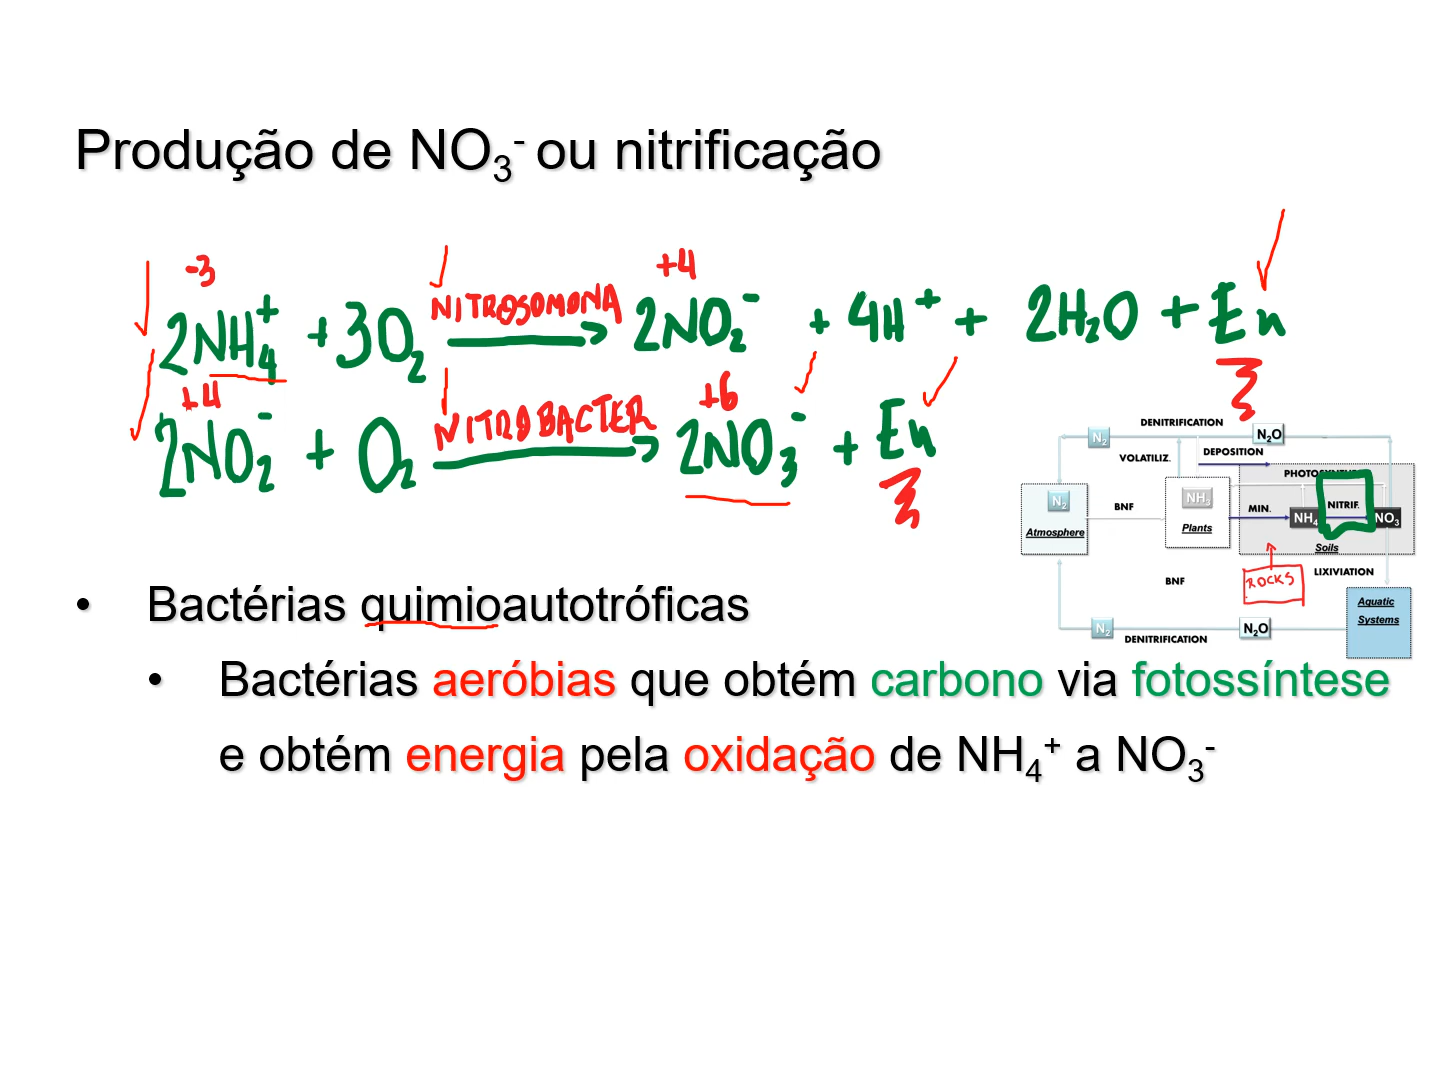 Produção de NO₃⁻ ou nitrificação
-3 +4
2NH₄⁺ + 3O₂ NITROSOMONA → 2NO₂⁻ + 4H⁺ + 2H₂O + En
+4 +6
2NO₂⁻ + O₂ NITROBACTER → 2NO₃⁻ + En
DENITRIFICATION
N₂ N₂O
VOLATILIZ. DEPOSITION
PHOTOSYNTHE
N₂ NH₃ NITRIF.
BNF MIN. NH₄ NO₃
Atmosphere Plants
Soils
LIXIVIATION
BNF ROCKS
Aquatic
Systems
N₂ N₂O
DENITRIFICATION
• Bactérias quimioautotróficas
• Bactérias aeróbias que obtém carbono via fotossíntese
e obtém energia pela oxidação de NH₄⁺ a NO₃⁻